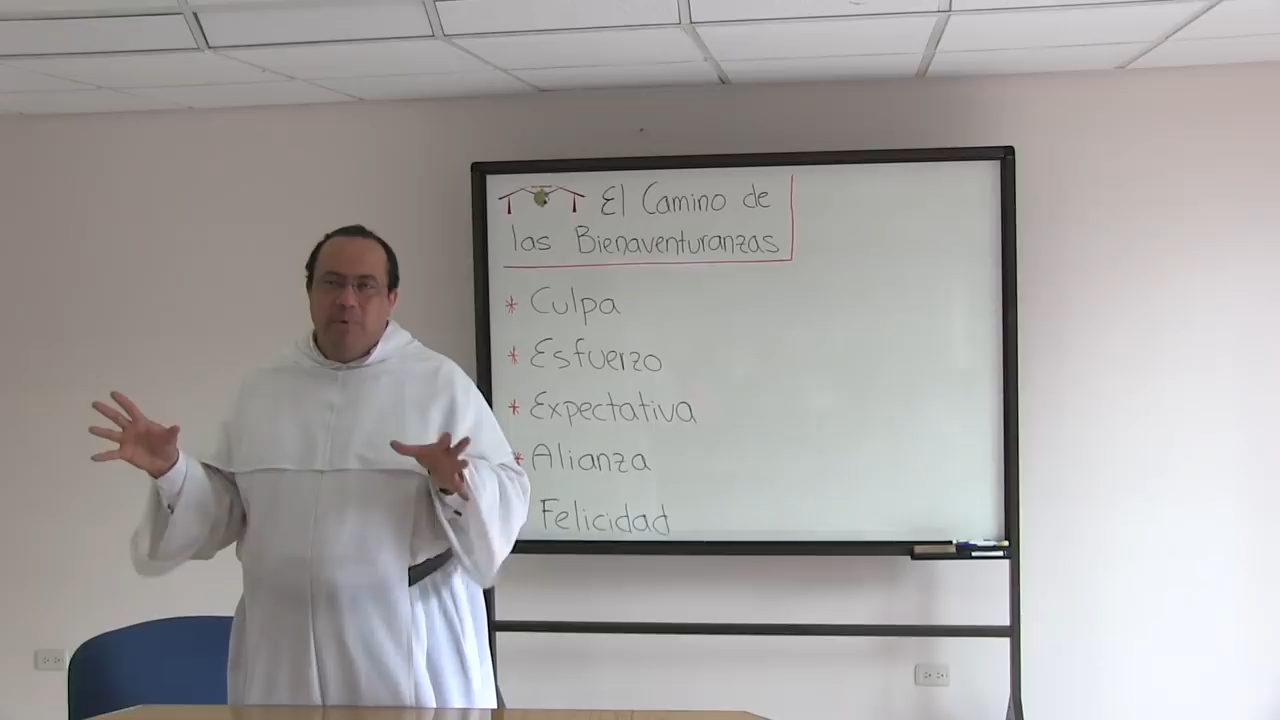 El Camino de
las Bienaventuranzas
* Culpa
* Esfuerzo
* Expectativa
* Alianza
Felicidad